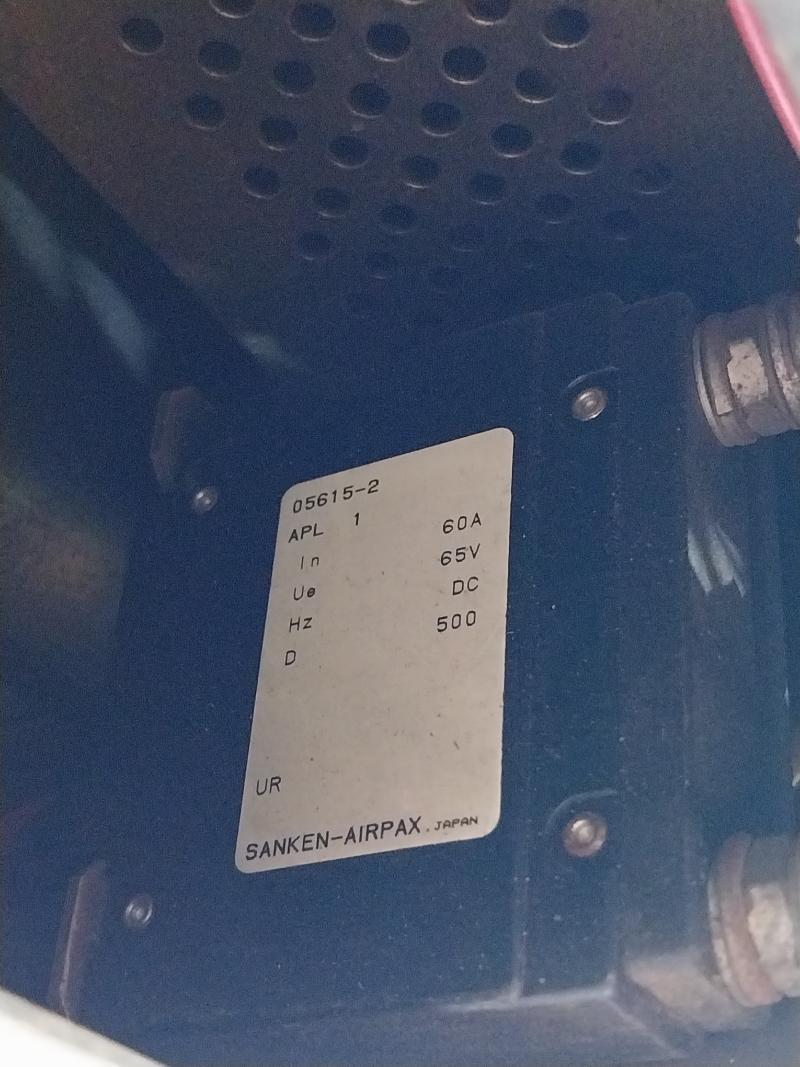 05615-2
APL 1
In 60A
Ue 65V
Hz DC
D 500
UR
SANKEN-AIRPAX. JAPAN